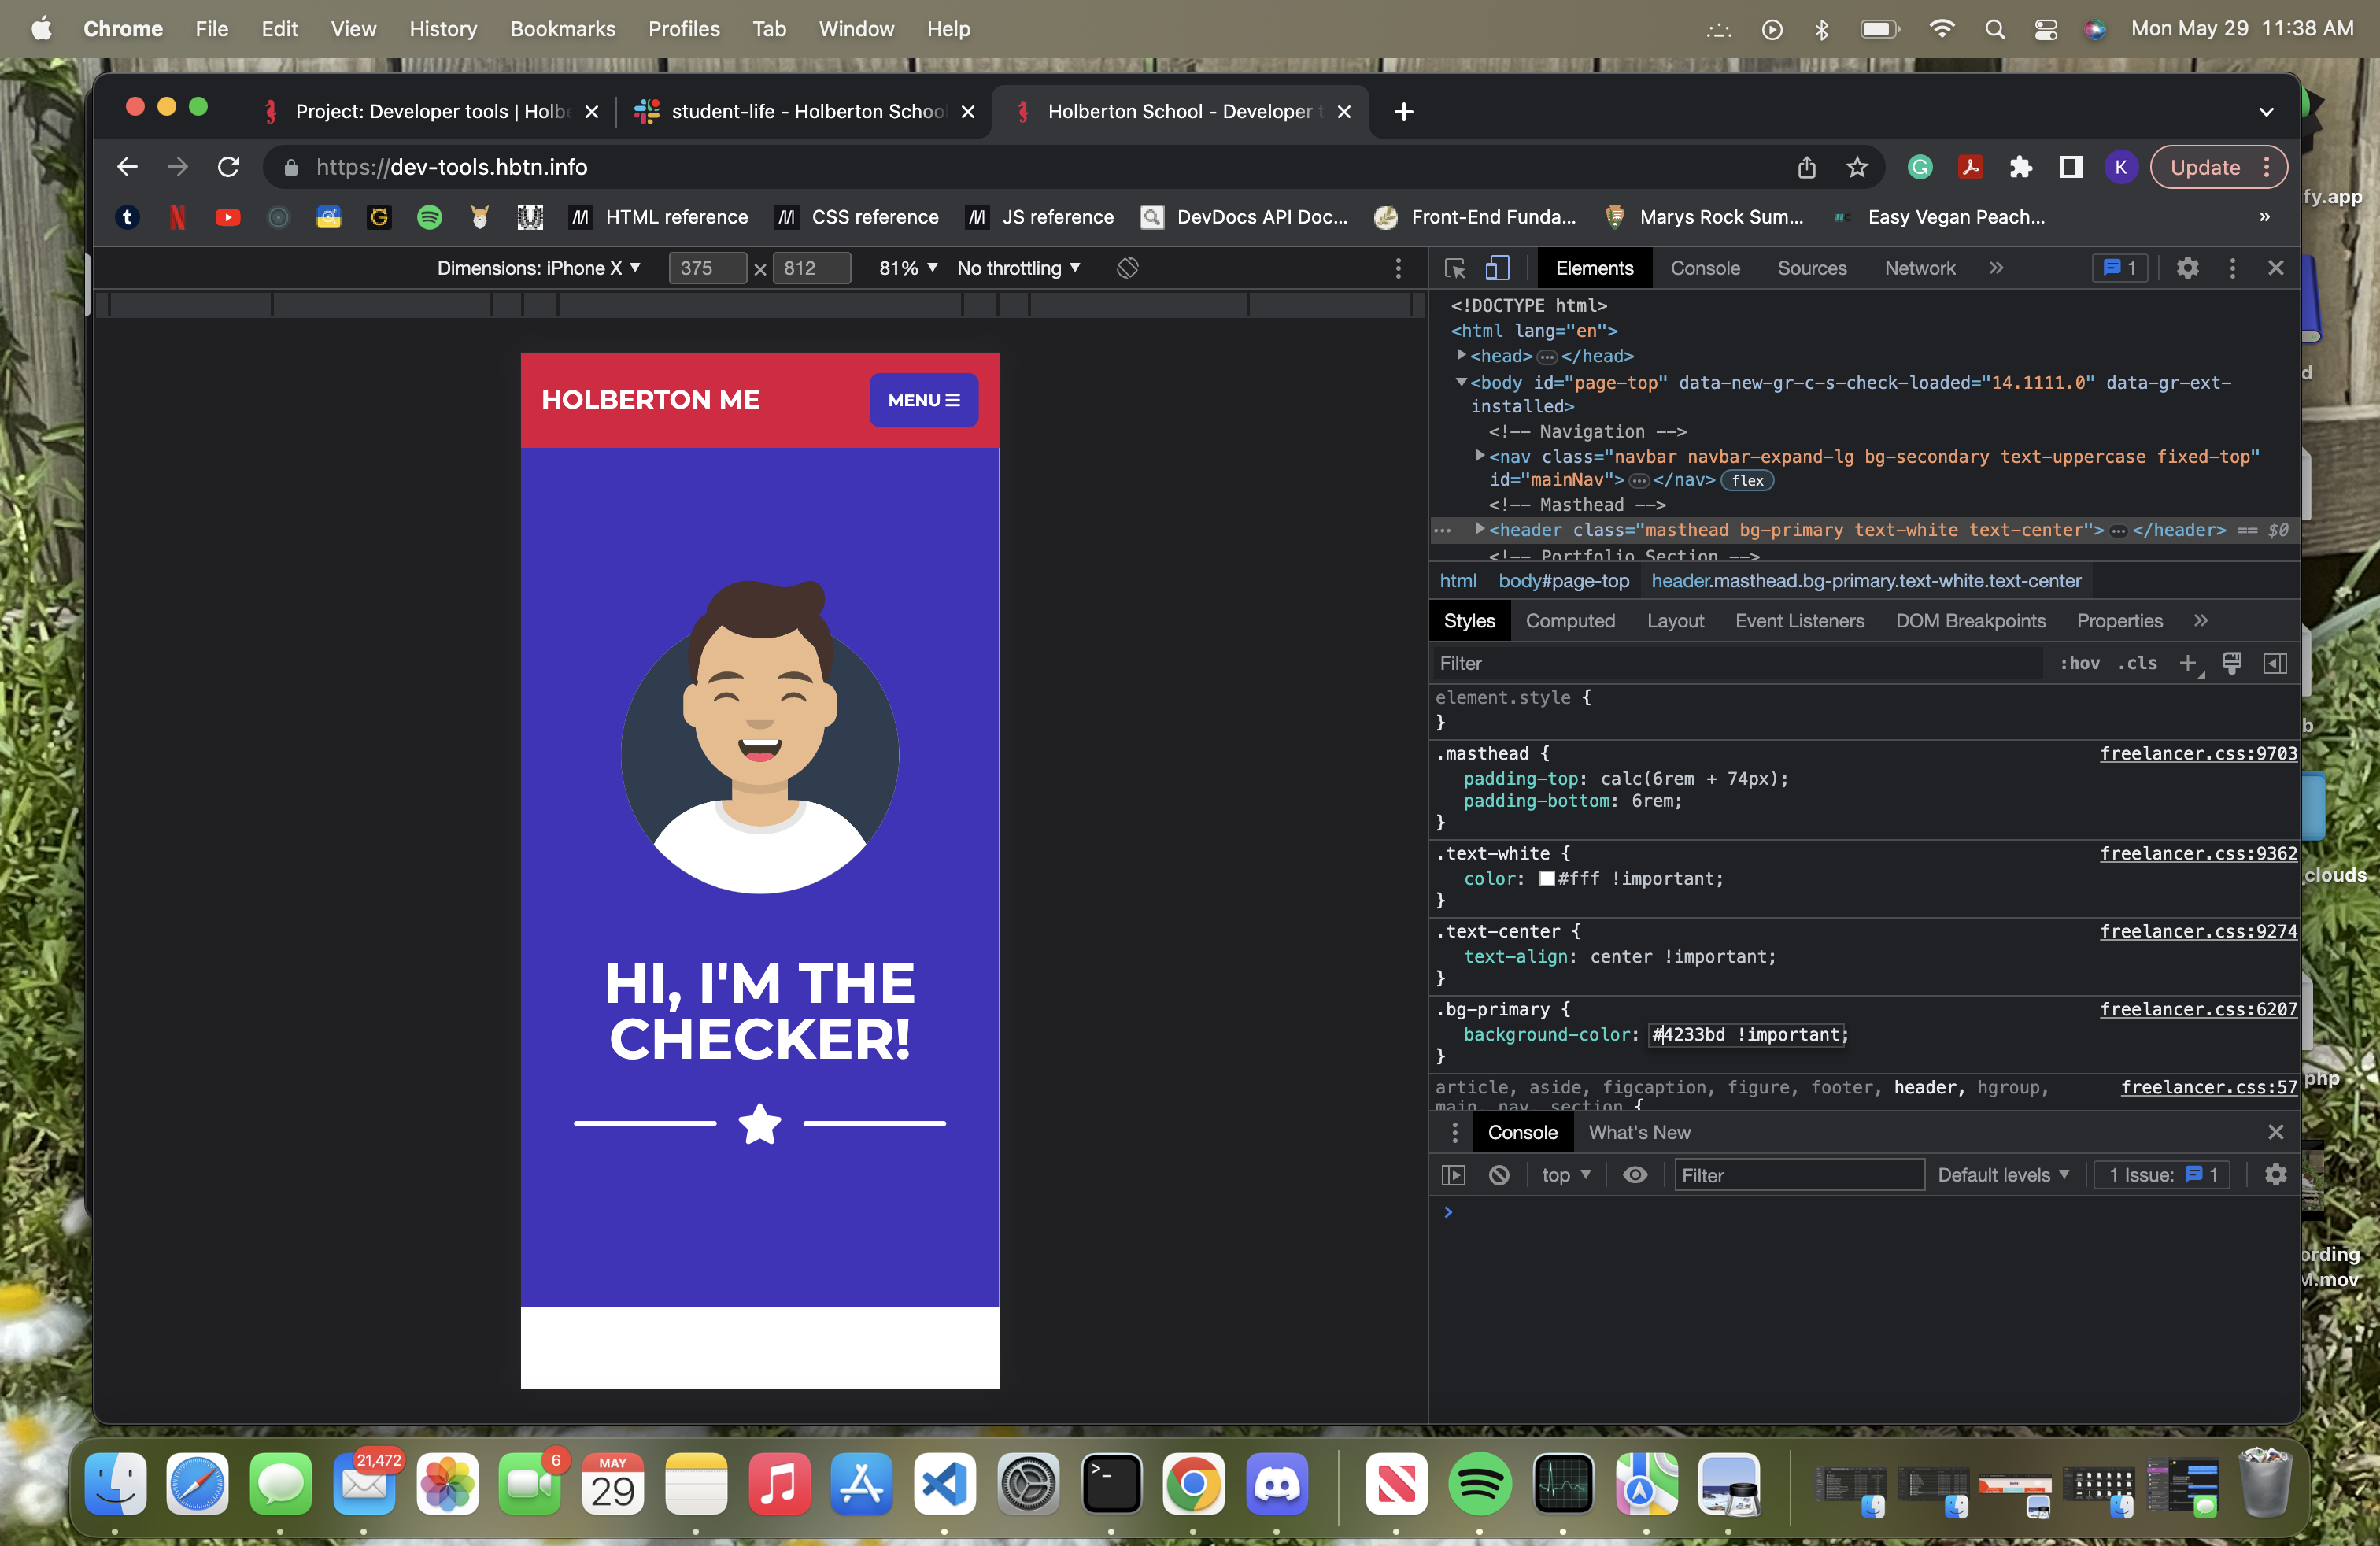 Chrome File Edit View History Bookmarks Profiles Tab Window Help Mon May 29 11:38 AM
Project: Developer tools | Holbe
student-life - Holberton School
Holberton School - Developer t
https://dev-tools.hbtn.info
K
Update
HTML reference CSS reference JS reference DevDocs API Doc... Front-End Funda... Marys Rock Sum... Easy Vegan Peach... »
Dimensions: iPhone X 375 × 812 81% No throttling
Elements Console Sources Network » 1
HOLBERTON ME
MENU
HI, I'M THE
CHECKER!
<!DOCTYPE html>
<html lang="en">
<head> ··· </head>
<body id="page-top" data-new-gr-c-s-check-loaded="14.1111.0" data-gr-ext-
installed>
<!-- Navigation -->
<nav class="navbar navbar-expand-lg bg-secondary text-uppercase fixed-top"
id="mainNav"> ··· </nav> flex
<!-- Masthead -->
··· <header class="masthead bg-primary text-white text-center"> ··· </header> == $0
<!-- Portfolio Section -->
html body#page-top header.masthead.bg-primary.text-white.text-center
Styles Computed Layout Event Listeners DOM Breakpoints Properties »
Filter :hov .cls +
element.style {
}
.masthead { freelancer.css:9703
padding-top: calc(6rem + 74px);
padding-bottom: 6rem;
}
.text-white { freelancer.css:9362
color: #fff !important;
}
.text-center { freelancer.css:9274
text-align: center !important;
}
.bg-primary { freelancer.css:6207
background-color: #4233bd !important;
}
article, aside, figcaption, figure, footer, header, hgroup, freelancer.css:57
main, nav, section {
Console What's New
top Filter Default levels 1 Issue: 1
>
fy.app
d
b
clouds
php
ording
M.mov
21,472
6
MAY
29